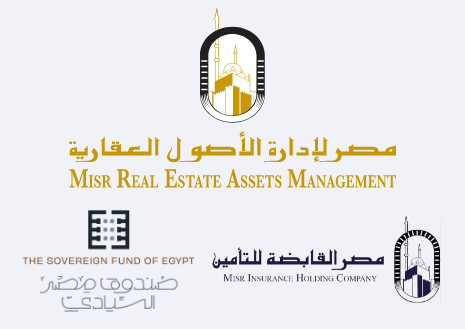 مصر لإدارة الأصول العقارية
MISR REAL ESTATE ASSETS MANAGEMENT
THE SOVEREIGN FUND OF EGYPT
صندوق مصر
السيادي
مصر القابضة للتأمين
MISR INSURANCE HOLDING COMPANY